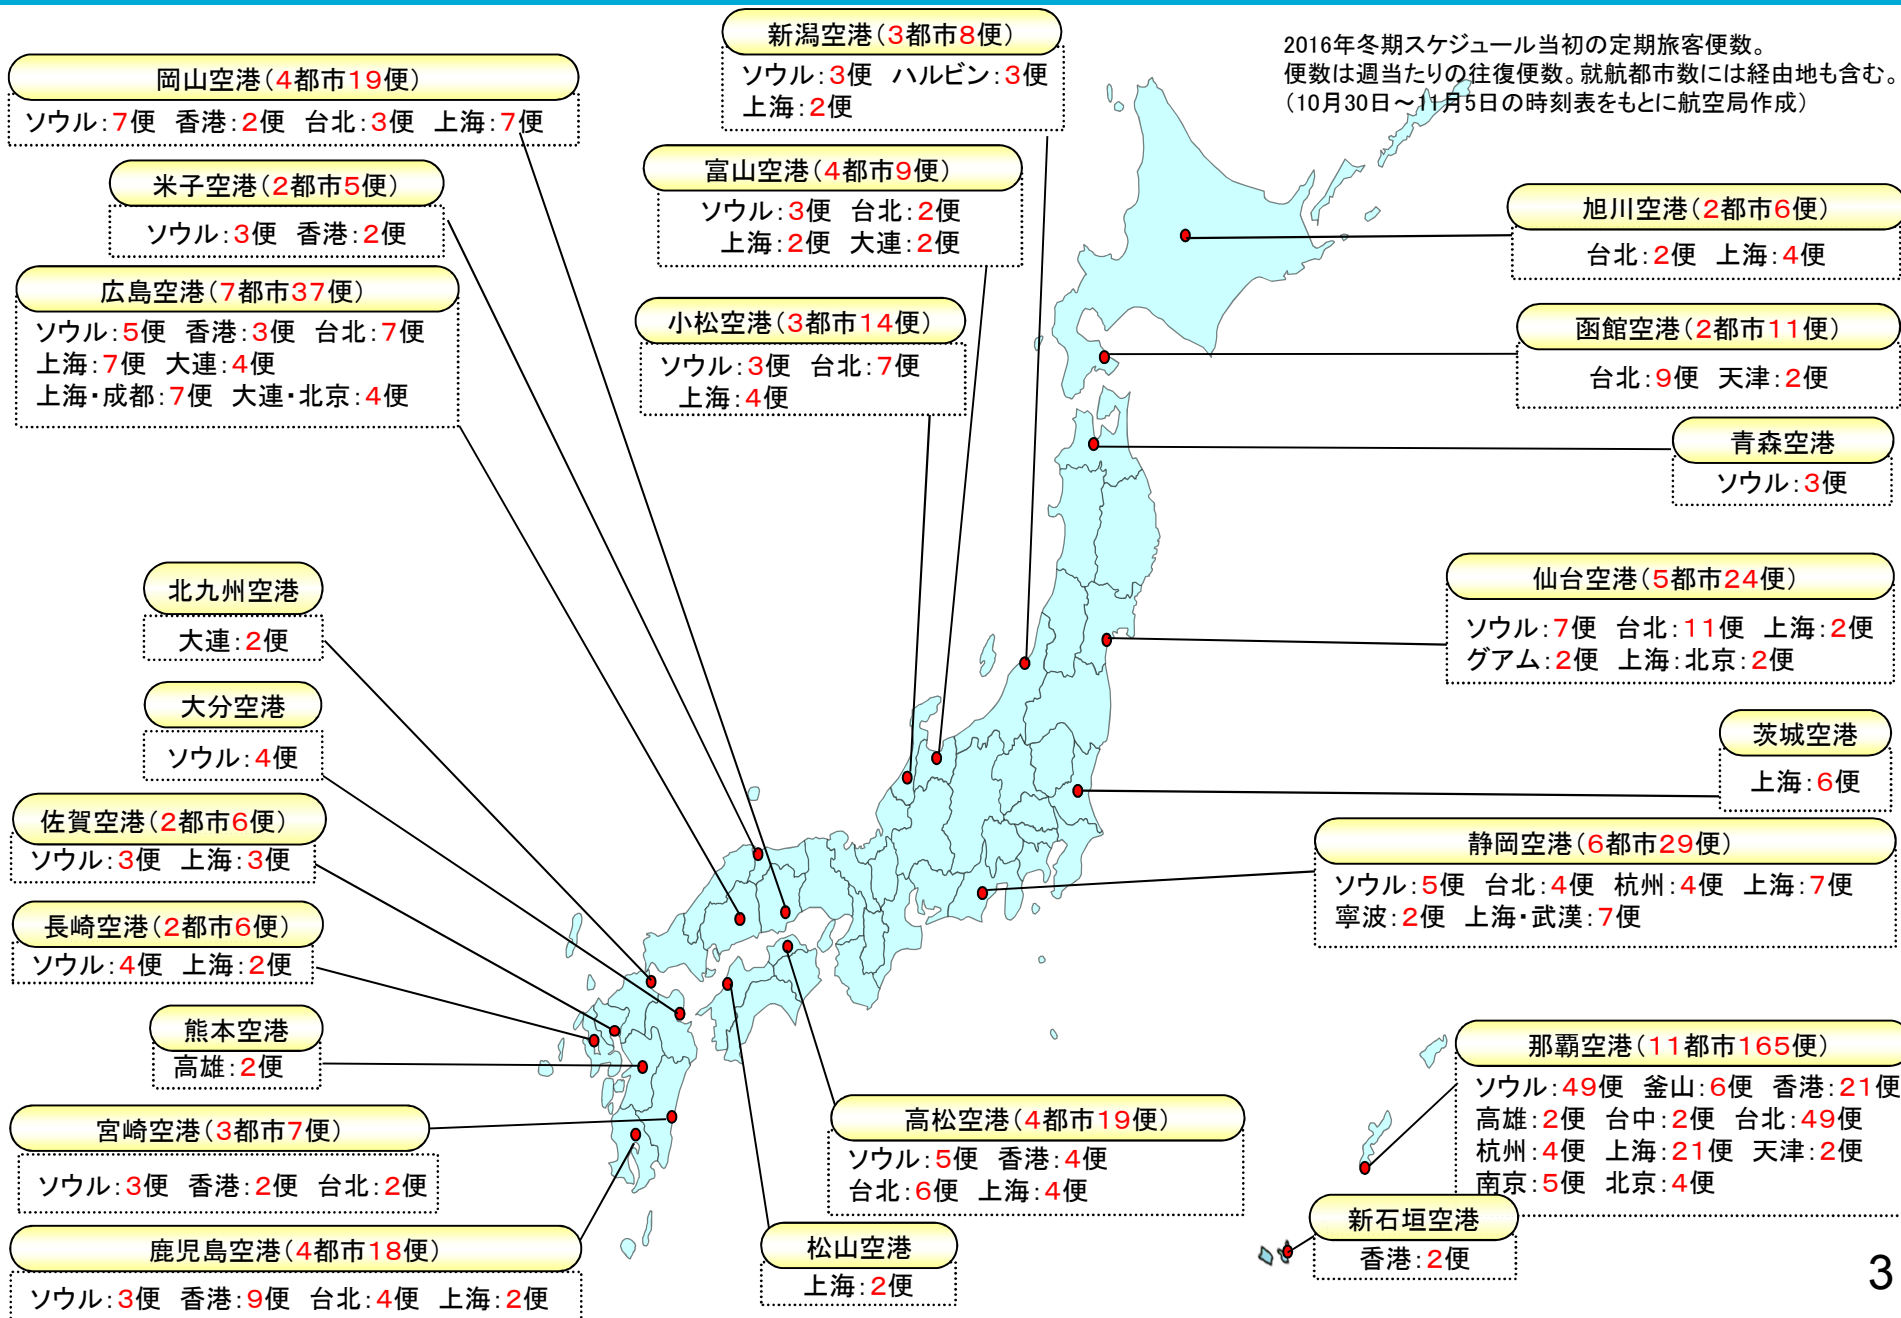 2016年冬期スケジュール当初の定期旅客便数。
便数は週当たりの往復便数。就航都市数には経由地も含む。
(10月30日～11月5日の時刻表をもとに航空局作成)
新潟空港(3都市8便)
ソウル:3便 ハルビン:3便
上海:2便
岡山空港(4都市19便)
ソウル:7便 香港:2便 台北:3便 上海:7便
米子空港(2都市5便)
ソウル:3便 香港:2便
富山空港(4都市9便)
ソウル:3便 台北:2便
上海:2便 大連:2便
広島空港(7都市37便)
ソウル:5便 香港:3便 台北:7便
上海:7便 大連:4便
上海・成都:7便 大連・北京:4便
小松空港(3都市14便)
ソウル:3便 台北:7便
上海:4便
旭川空港(2都市6便)
台北:2便 上海:4便
函館空港(2都市11便)
台北:9便 天津:2便
青森空港
ソウル:3便
仙台空港(5都市24便)
ソウル:7便 台北:11便 上海:2便
グアム:2便 上海:北京:2便
茨城空港
上海:6便
静岡空港(6都市29便)
ソウル:5便 台北:4便 杭州:4便 上海:7便
寧波:2便 上海・武漢:7便
北九州空港
大連:2便
大分空港
ソウル:4便
佐賀空港(2都市6便)
ソウル:3便 上海:3便
長崎空港(2都市6便)
ソウル:4便 上海:2便
熊本空港
高雄:2便
宮崎空港(3都市7便)
ソウル:3便 香港:2便 台北:2便
鹿児島空港(4都市18便)
ソウル:3便 香港:9便 台北:4便 上海:2便
高松空港(4都市19便)
ソウル:5便 香港:4便
台北:6便 上海:4便
松山空港
上海:2便
那覇空港(11都市165便)
ソウル:49便 釜山:6便 香港:21便
高雄:2便 台中:2便 台北:49便
杭州:4便 上海:21便 天津:2便
南京:5便 北京:4便
新石垣空港
香港:2便
3